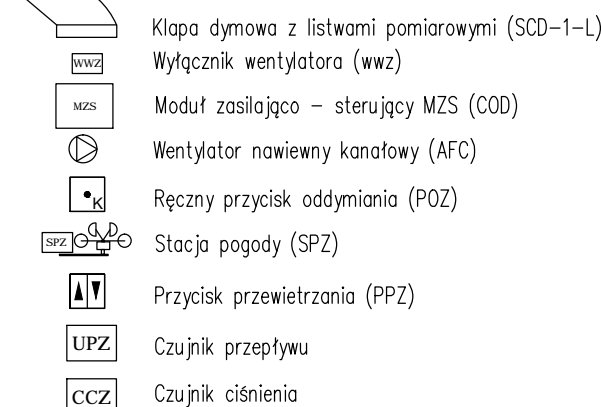 Klapa dymowa z listwami pomiarowymi (SCD-1-L)
WWZ Wyłącznik wentylatora (wwz)
MZS Moduł zasilająco – sterujący MZS (COD)
Wentylator nawiewny kanałowy (AFC)
K Ręczny przycisk oddymiania (POZ)
SPZ Stacja pogody (SPZ)
Przycisk przewietrzania (PPZ)
UPZ Czujnik przepływu
CCZ Czujnik ciśnienia